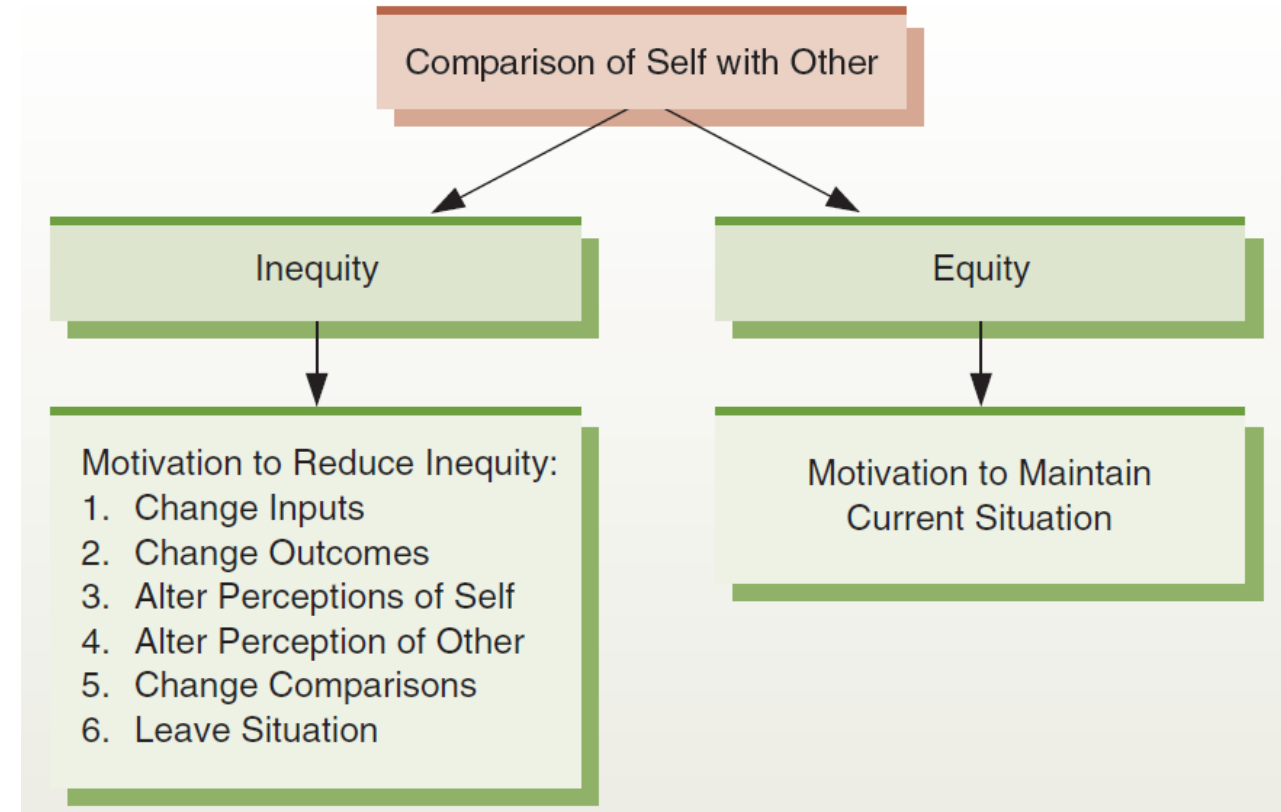 Comparison of Self with Other
Inequity
Equity
Motivation to Reduce Inequity:
1. Change Inputs
2. Change Outcomes
3. Alter Perceptions of Self
4. Alter Perception of Other
5. Change Comparisons
6. Leave Situation
Motivation to Maintain
Current Situation